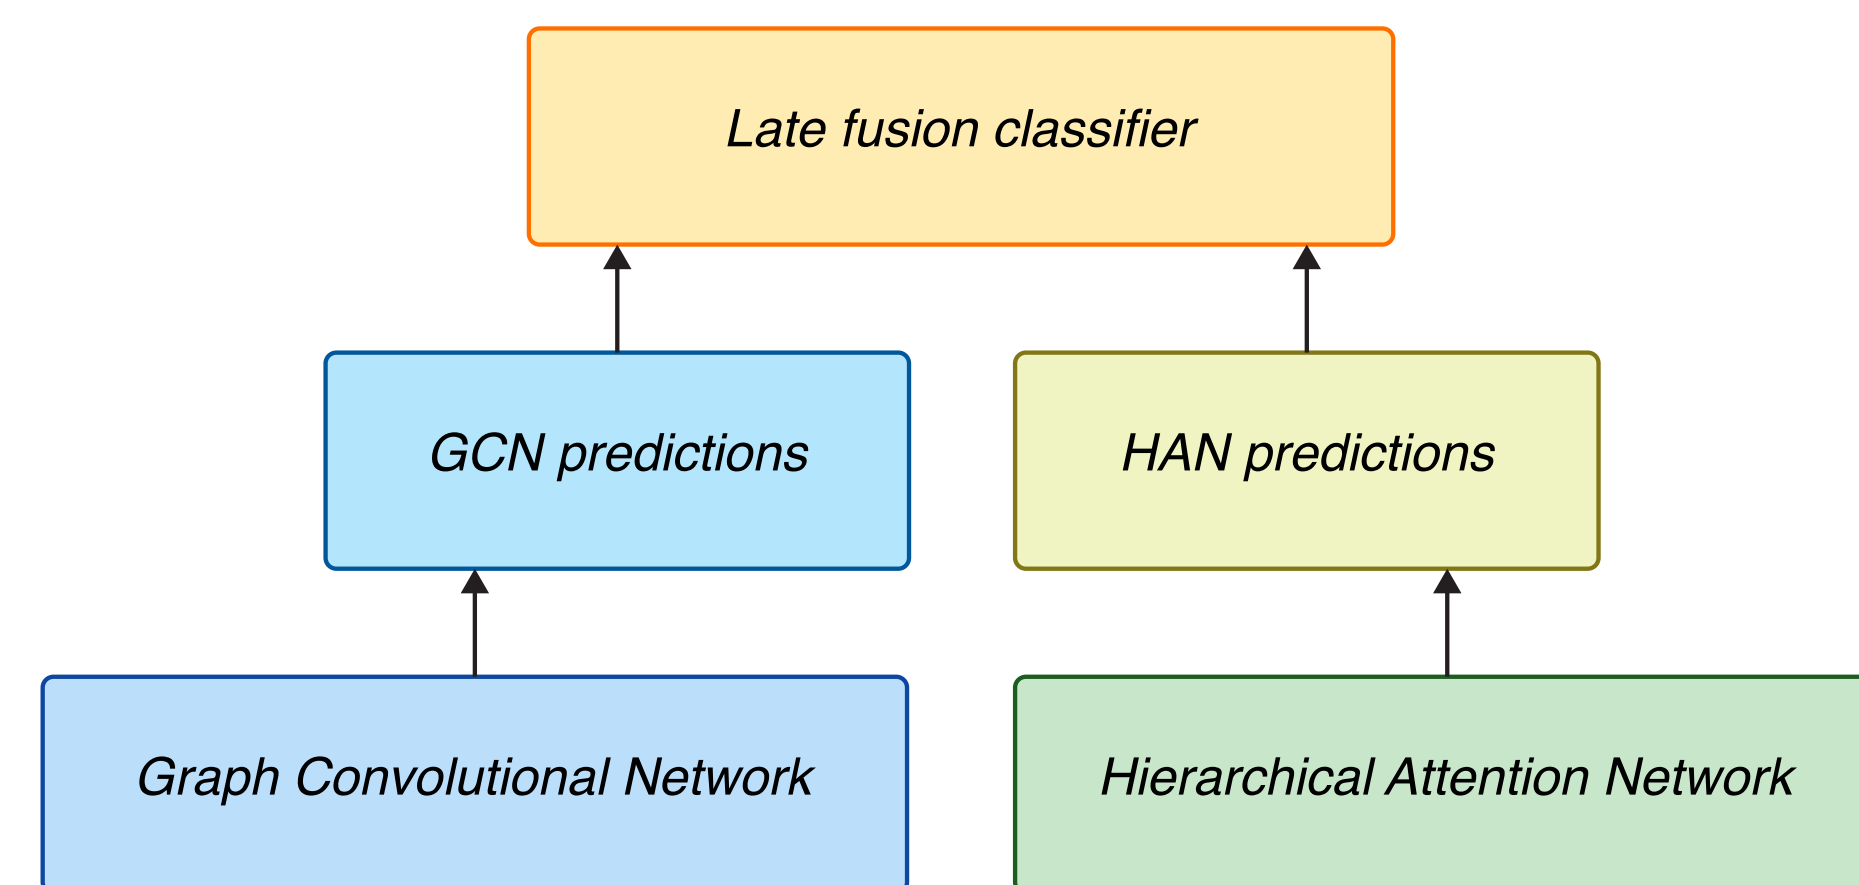 Late fusion classifier
GCN predictions
HAN predictions
Graph Convolutional Network
Hierarchical Attention Network